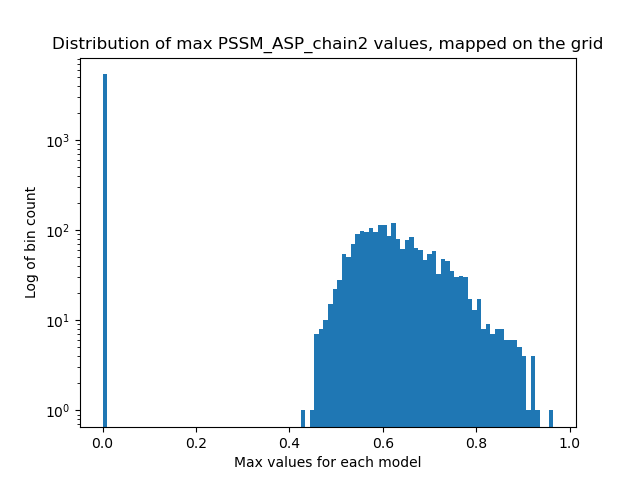 Distribution of max PSSM_ASP_chain2 values, mapped on the grid
Log of bin count
10³
10²
10¹
10⁰
0.0 0.2 0.4 0.6 0.8 1.0
Max values for each model